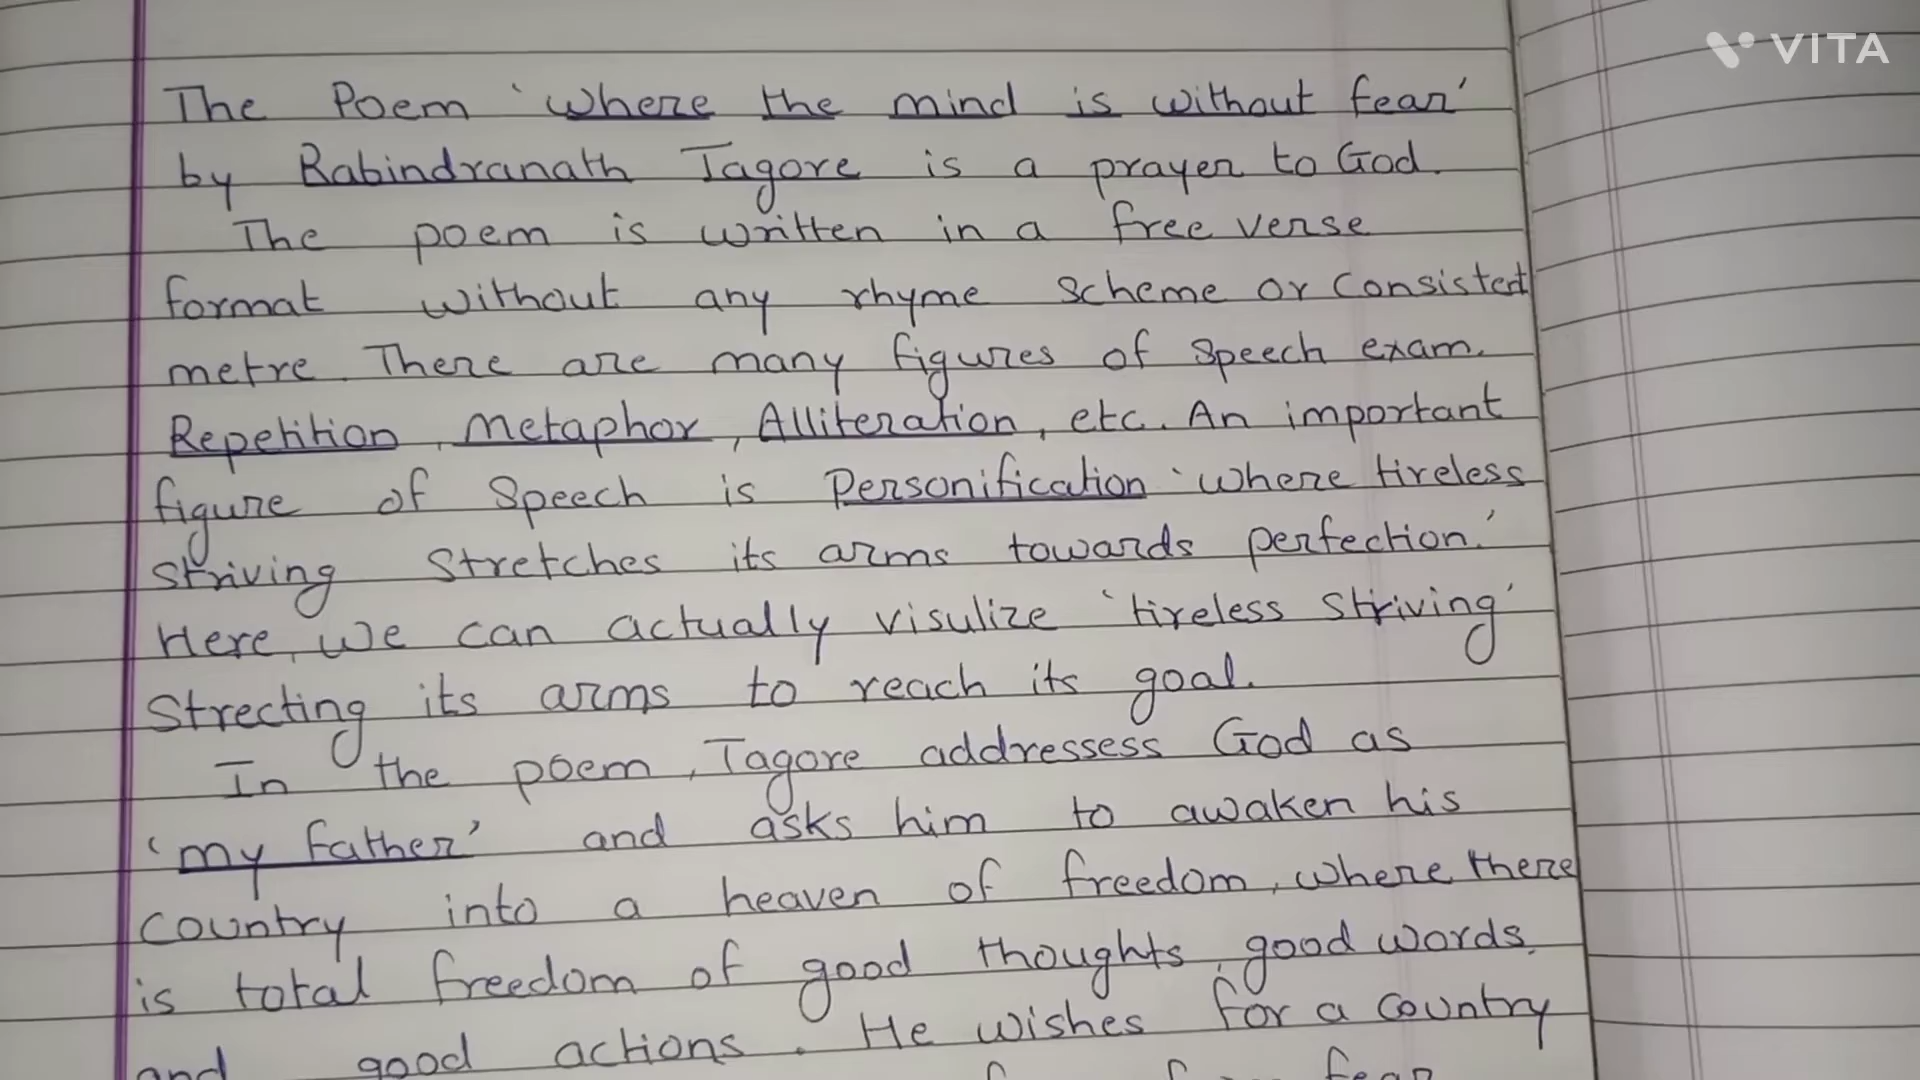 VITA
The Poem 'where the mind is without fear'
by Rabindranath Tagore is a prayer to God.
The poem is written in a free verse
format without any rhyme scheme or consistent
metre. There are many figures of speech exam.
Repetition, Metaphor, Alliteration, etc. An important
figure of speech is Personification 'where tireless
striving stretches its arms towards perfection.'
Here, we can actually visulize 'tireless striving'
Strecting its arms to reach its goal.
In the poem, Tagore addressess God as
'my father' and asks him to awaken his
country into a heaven of freedom, where there
is total freedom of good thoughts, good words,
and good actions. He wishes for a country
fear